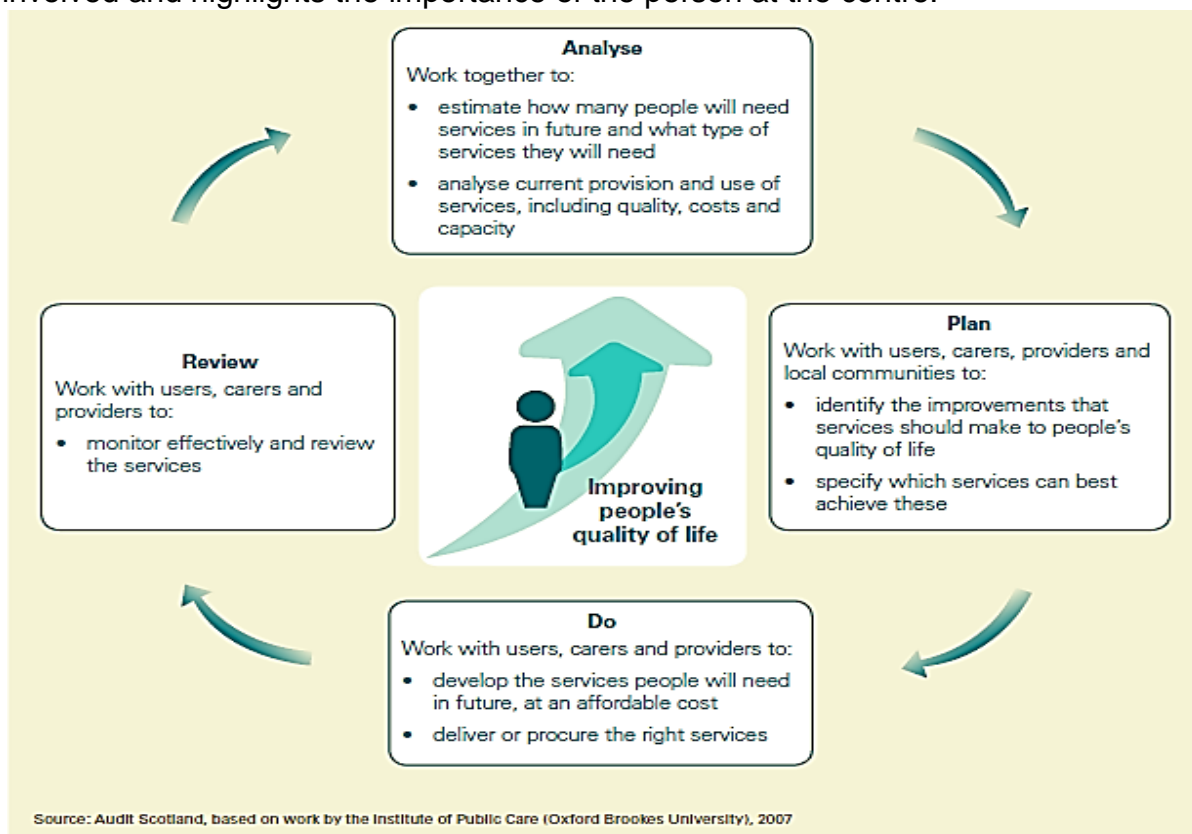 involved and highlights the importance of the person at the centre.
Analyse
Work together to:
• estimate how many people will need
services in future and what type of
services they will need
• analyse current provision and use of
services, including quality, costs and
capacity
Plan
Work with users, carers, providers and
local communities to:
• identify the improvements that
services should make to people's
quality of life
• specify which services can best
achieve these
Do
Work with users, carers and providers to:
• develop the services people will need
in future, at an affordable cost
• deliver or procure the right services
Review
Work with users, carers and
providers to:
• monitor effectively and review
the services
Improving
people's
quality of life
Source: Audit Scotland, based on work by the Institute of Public Care (Oxford Brookes University), 2007